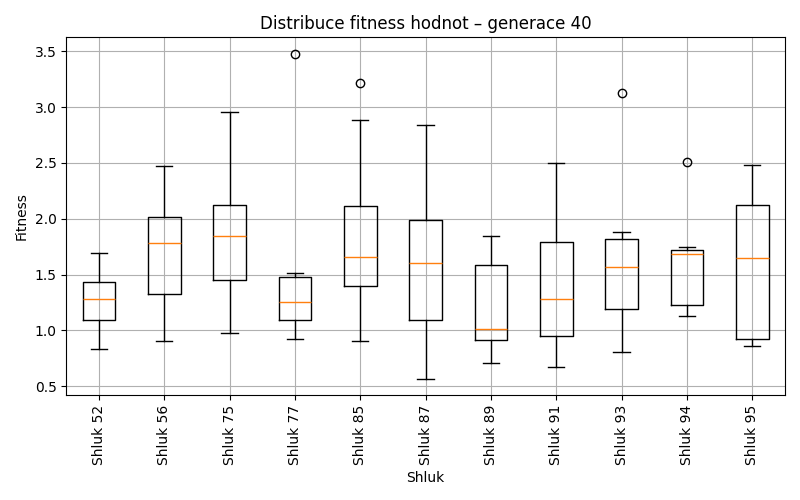 Distribuce fitness hodnot – generace 40
3.5
3.0
2.5
2.0
1.5
1.0
0.5
Fitness
Shluk 52
Shluk 56
Shluk 75
Shluk 77
Shluk 85
Shluk 87
Shluk 89
Shluk 91
Shluk 93
Shluk 94
Shluk 95
Shluk